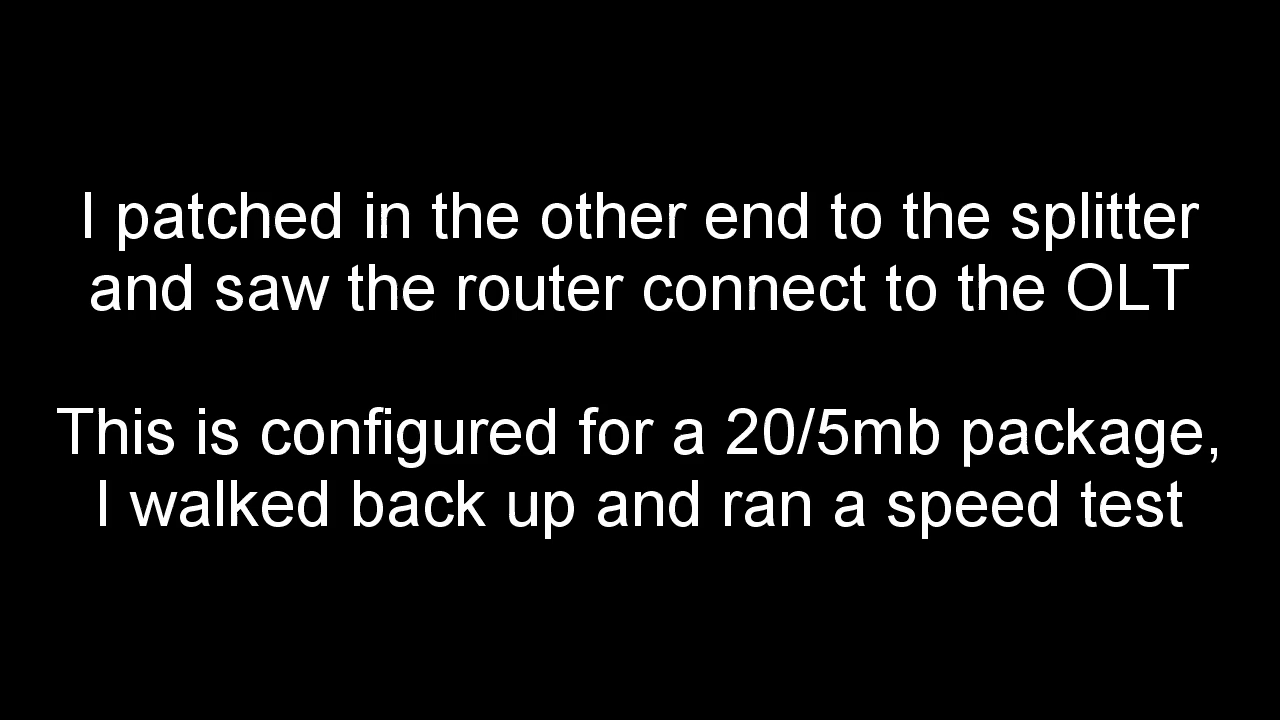 I patched in the other end to the splitter
and saw the router connect to the OLT
This is configured for a 20/5mb package,
I walked back up and ran a speed test